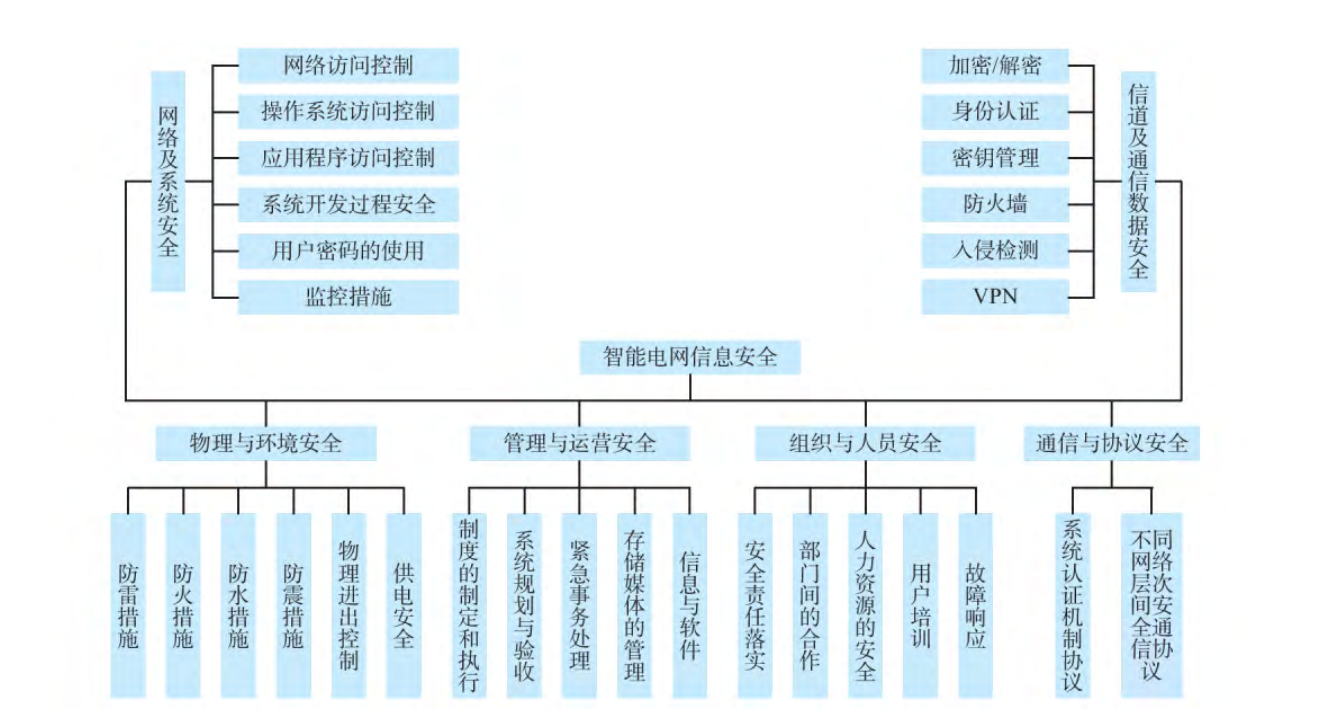 网络及系统安全
网络访问控制
操作系统访问控制
应用程序访问控制
系统开发过程安全
用户密码的使用
监控措施
加密/解密
身份认证
密钥管理
防火墙
入侵检测
VPN
信道及通信数据安全
智能电网信息安全
物理与环境安全
管理与运营安全
组织与人员安全
通信与协议安全
防雷措施
防火措施
防水措施
防震措施
物理进出控制
供电安全
制度的制定和执行
系统规划与验收
紧急事务处理
存储媒体的管理
信息与软件
安全责任落实
部门间的合作
人力资源的安全
用户培训
故障响应
系统认证机制协议
不同
网络
层次
间安
全通
信协
议